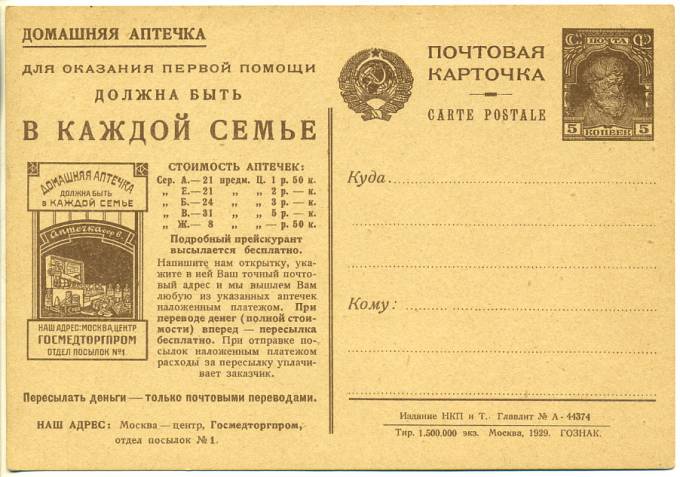 ДОМАШНЯЯ АПТЕЧКА
ДЛЯ ОКАЗАНИЯ ПЕРВОЙ ПОМОЩИ
ДОЛЖНА БЫТЬ
В КАЖДОЙ СЕМЬЕ
ДОМАШНЯЯ АПТЕЧКА
ДОЛЖНА БЫТЬ
В КАЖДОЙ СЕМЬЕ
Аптечка сер В.
НАШ АДРЕС: МОСКВА, ЦЕНТР
ГОСМЕДТОРГПРОМ
ОТДЕЛ ПОСЫЛОК №1
СТОИМОСТЬ АПТЕЧЕК:
Сер. А.—21 предм. Ц. 1 р. 50 к.
„ Е.—21 „ „ 2 р. — к.
„ Б.—24 „ „ 3 р. — к.
„ В.—31 „ „ 5 р. — к.
„ Ж.— 8 „ „ — р. 50 к.
Подробный прейскурант
высылается бесплатно.
Напишите нам открытку, ука-
жите в ней Ваш точный почто-
вый адрес и мы вышлем Вам
любую из указанных аптечек
наложенным платежом. При
переводе денег (полной стои-
мости) вперед — пересылка
бесплатно. При отправке по-
сылок наложенным платежом
расходы за пересылку уплачи-
вает заказчик.
Пересылать деньги — только почтовыми переводами.
НАШ АДРЕС: Москва — центр, Госмедторгпром,
отдел посылок № 1.
ПОЧТОВАЯ
КАРТОЧКА
CARTE POSTALE
ПОЧТА
5 КОПЕЕК 5
Куда
Кому:
Издание НКП и Т. Главлит № А - 44374
Тир. 1.500.000 экз. Москва, 1929. ГОЗНАК.